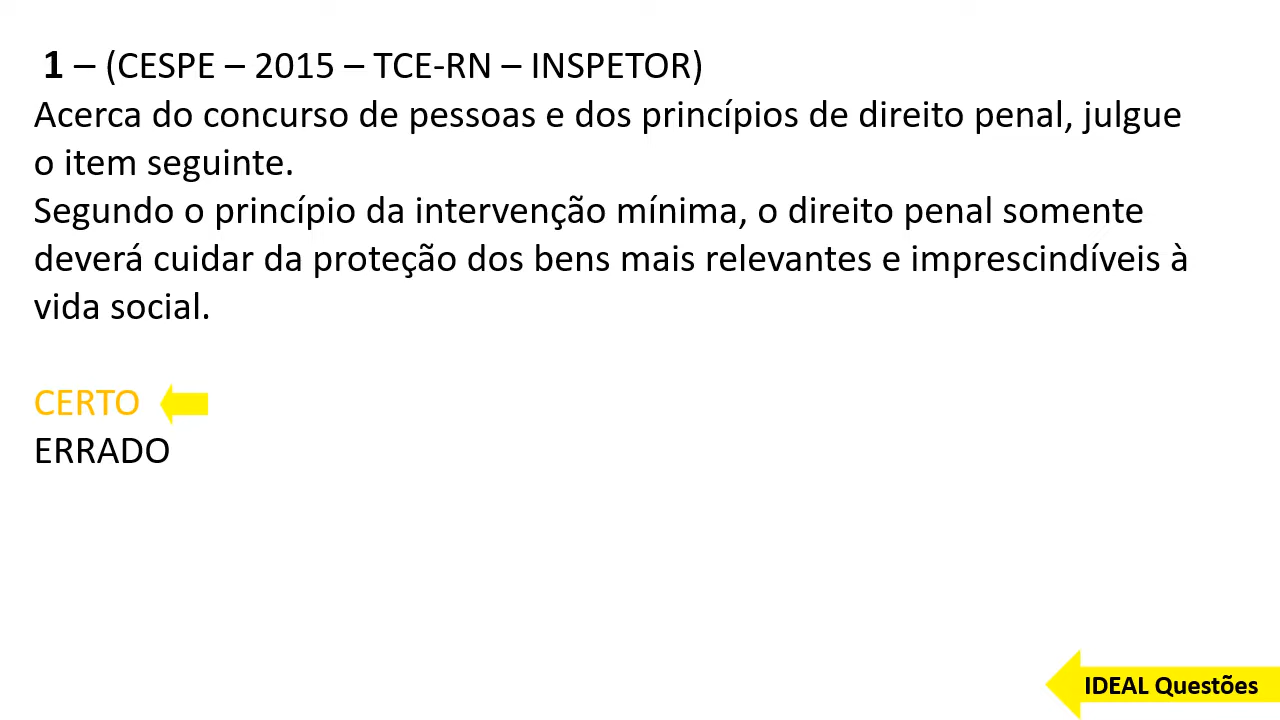 1 – (CESPE – 2015 – TCE-RN – INSPETOR)
Acerca do concurso de pessoas e dos princípios de direito penal, julgue
o item seguinte.
Segundo o princípio da intervenção mínima, o direito penal somente
deverá cuidar da proteção dos bens mais relevantes e imprescindíveis à
vida social.
CERTO
ERRADO
IDEAL Questões